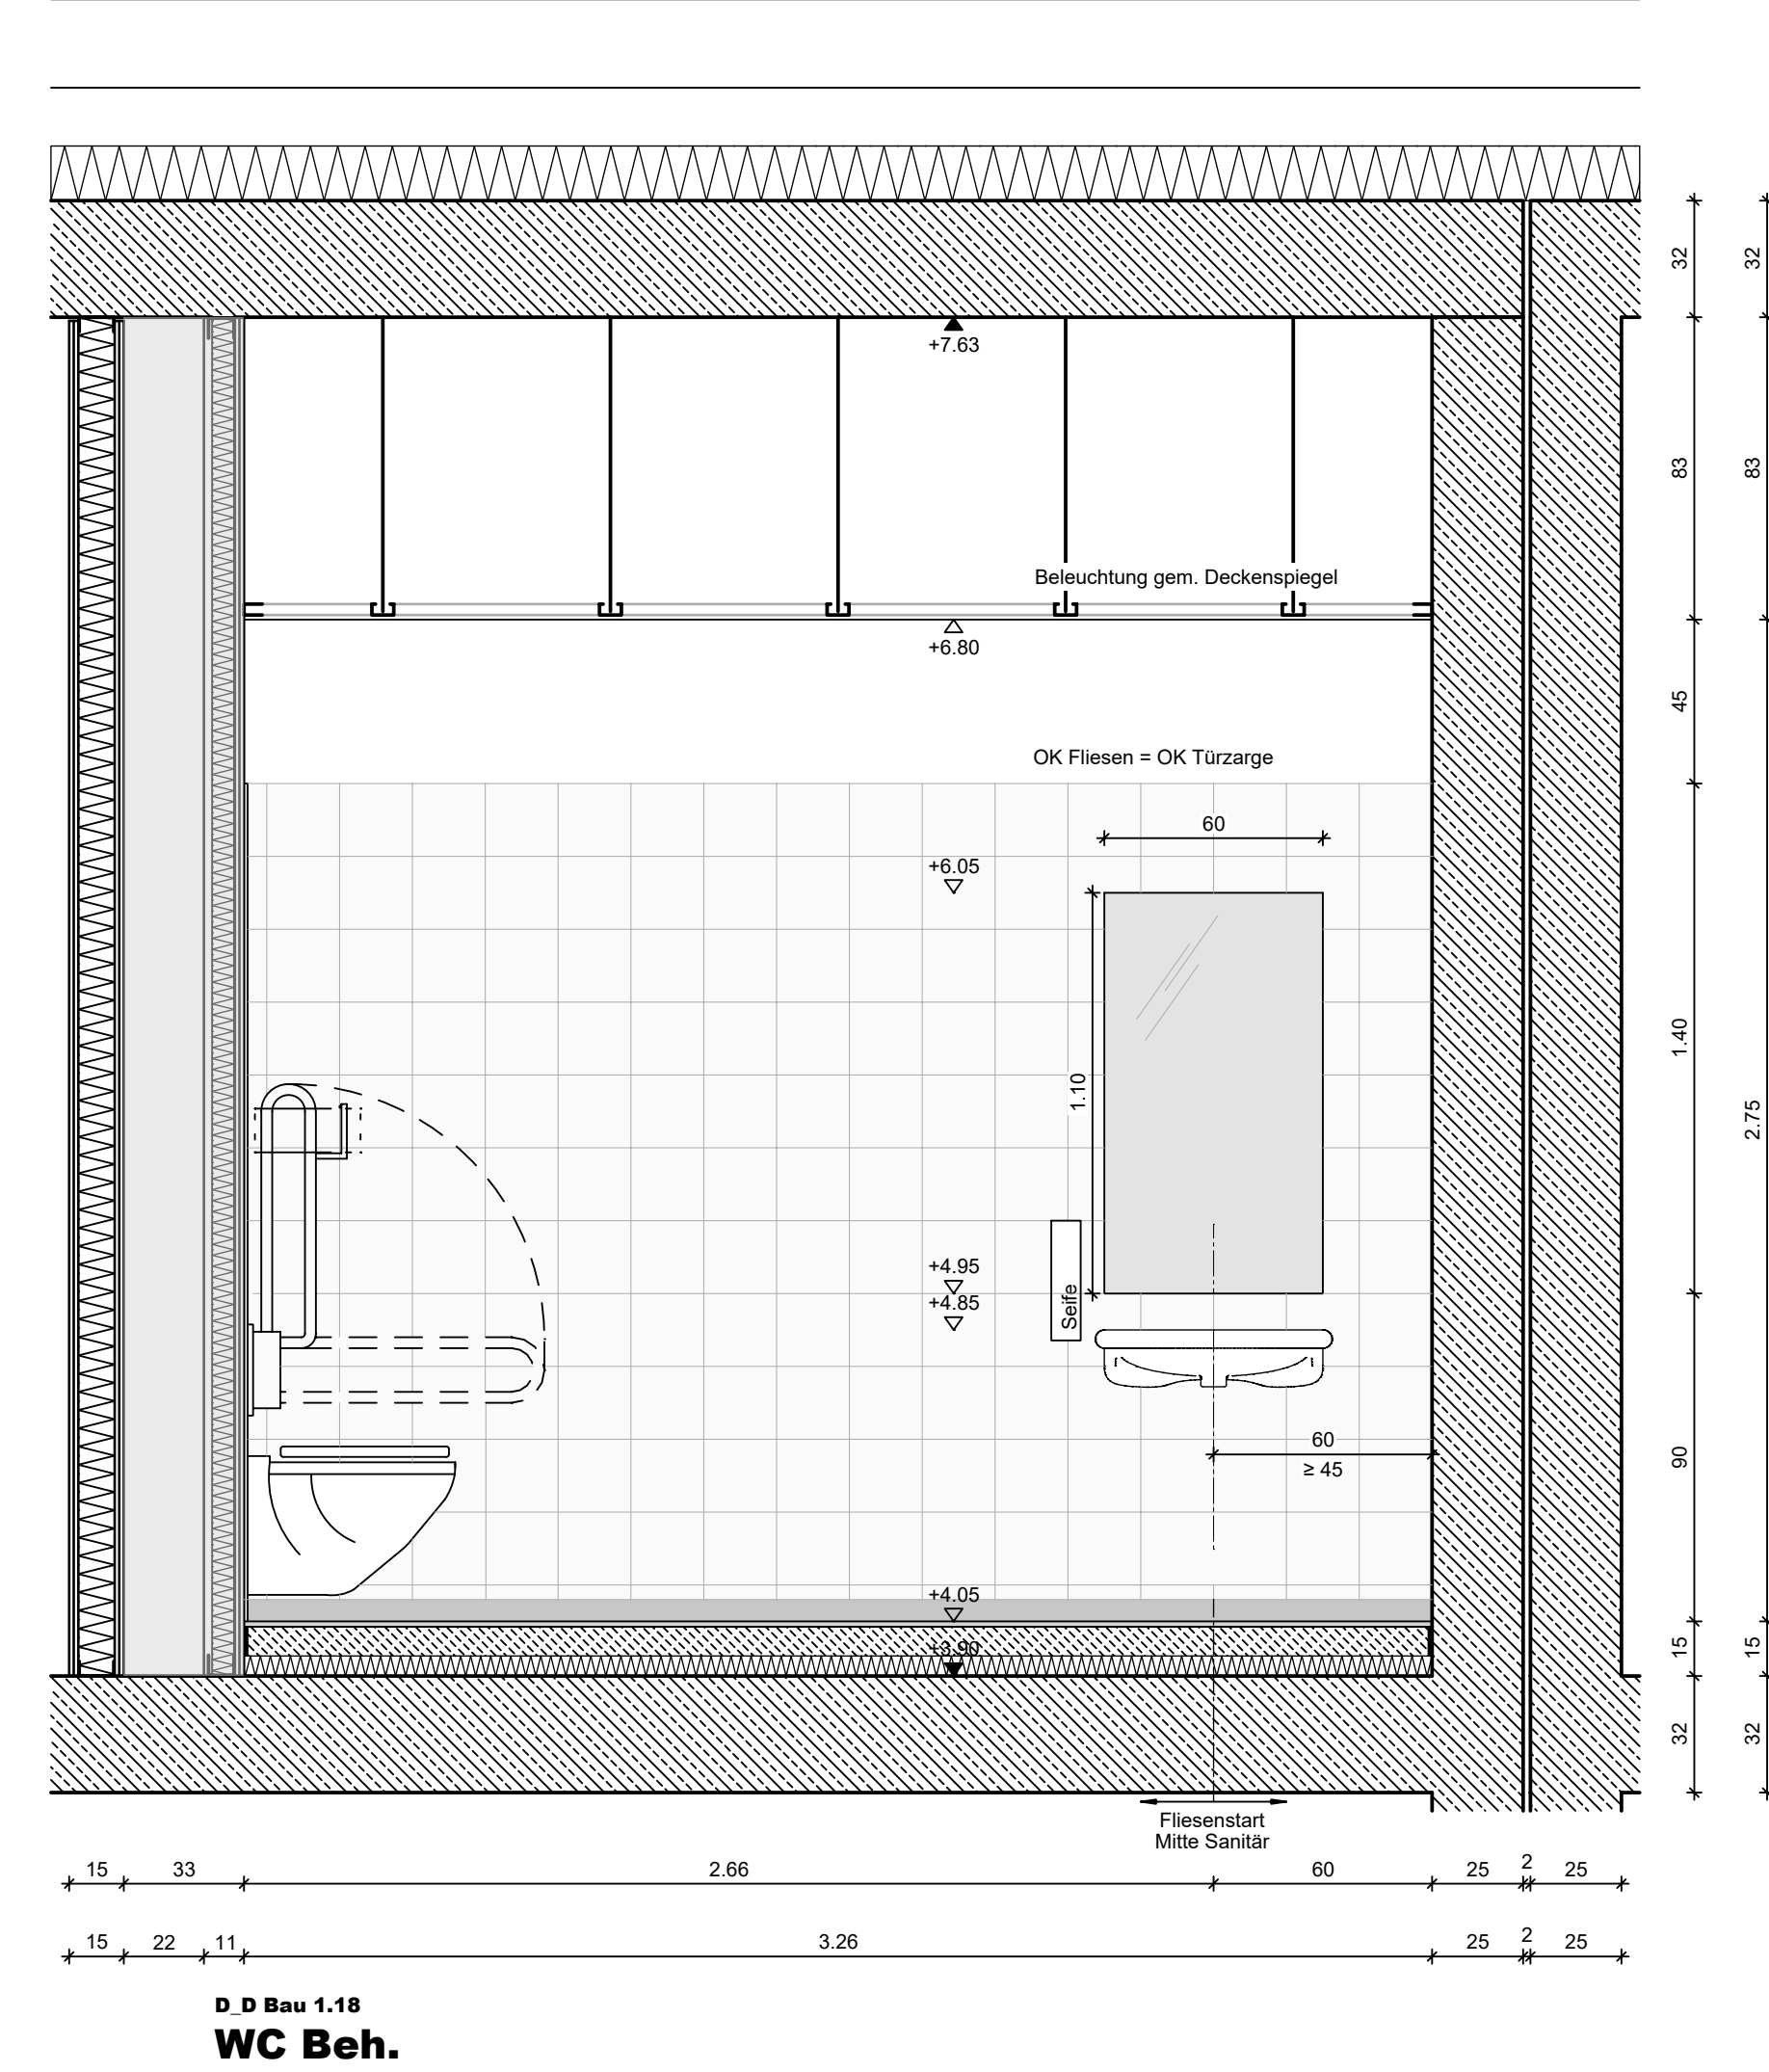 32
32
+7.63
83
83
Beleuchtung gem. Deckenspiegel
+6.80
45
OK Fliesen = OK Türzarge
60
+6.05
1.40
1.10
2.75
Seife
+4.95
+4.85
60
≥ 45
90
+4.05
+3.90
15
15
32
32
Fliesenstart
Mitte Sanitär
15 33 2.66 60 25 2 25
15 22 11 3.26 25 2 25
D_D Bau 1.18
WC Beh.